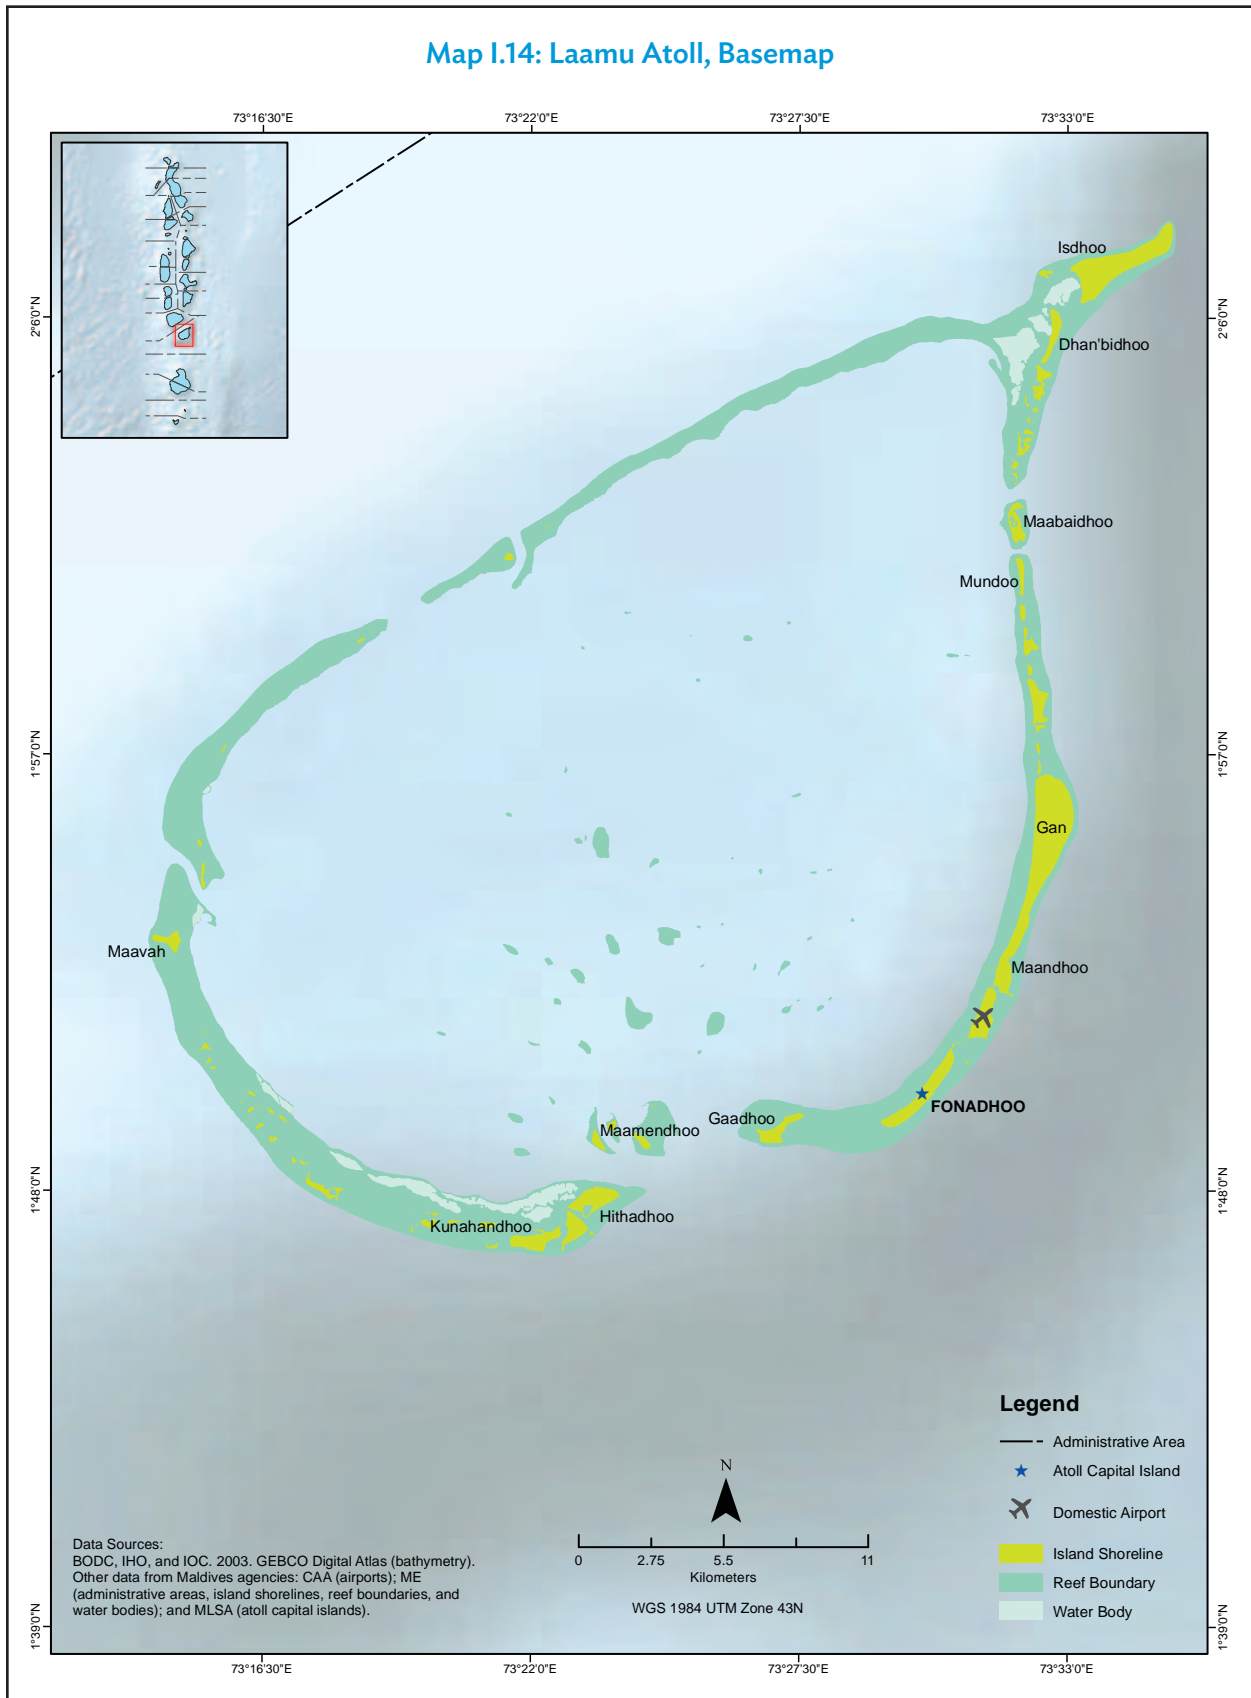 Map I.14: Laamu Atoll, Basemap
73°16'30"E
73°22'0"E
73°27'30"E
73°33'0"E
2°6'0"N
2°6'0"N
Isdhoo
Dhan'bidhoo
Maabaidhoo
Mundoo
1°57'0"N
1°57'0"N
Gan
Maavah
Maandhoo
FONADHOO
Gaadhoo
Maamendhoo
1°48'0"N
1°48'0"N
Hithadhoo
Kunahandhoo
Legend
Administrative Area
Atoll Capital Island
Domestic Airport
Island Shoreline
Reef Boundary
Water Body
N
0
2.75
5.5
11
Kilometers
WGS 1984 UTM Zone 43N
Data Sources:
BODC, IHO, and IOC. 2003. GEBCO Digital Atlas (bathymetry).
Other data from Maldives agencies: CAA (airports); ME
(administrative areas, island shorelines, reef boundaries, and
water bodies); and MLSA (atoll capital islands).
1°39'0"N
1°39'0"N
73°16'30"E
73°22'0"E
73°27'30"E
73°33'0"E